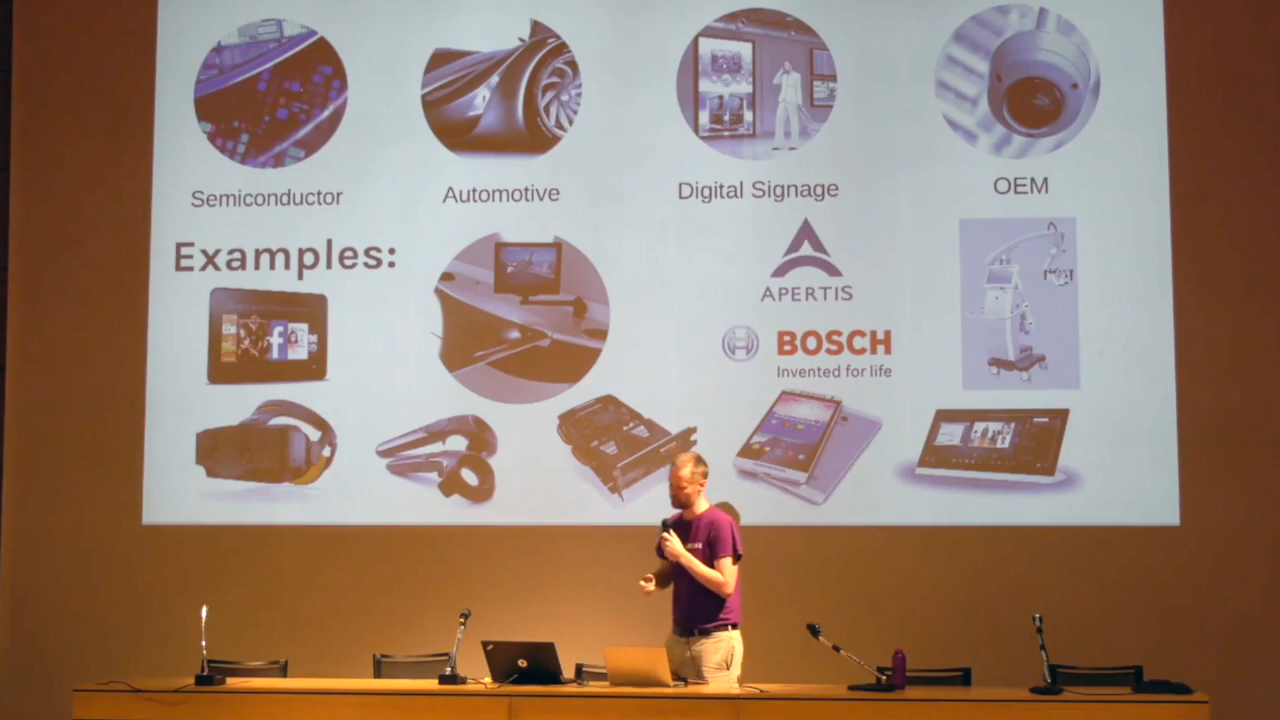 Semiconductor
Automotive
Digital Signage
OEM
Examples:
APERTIS
BOSCH
Invented for life